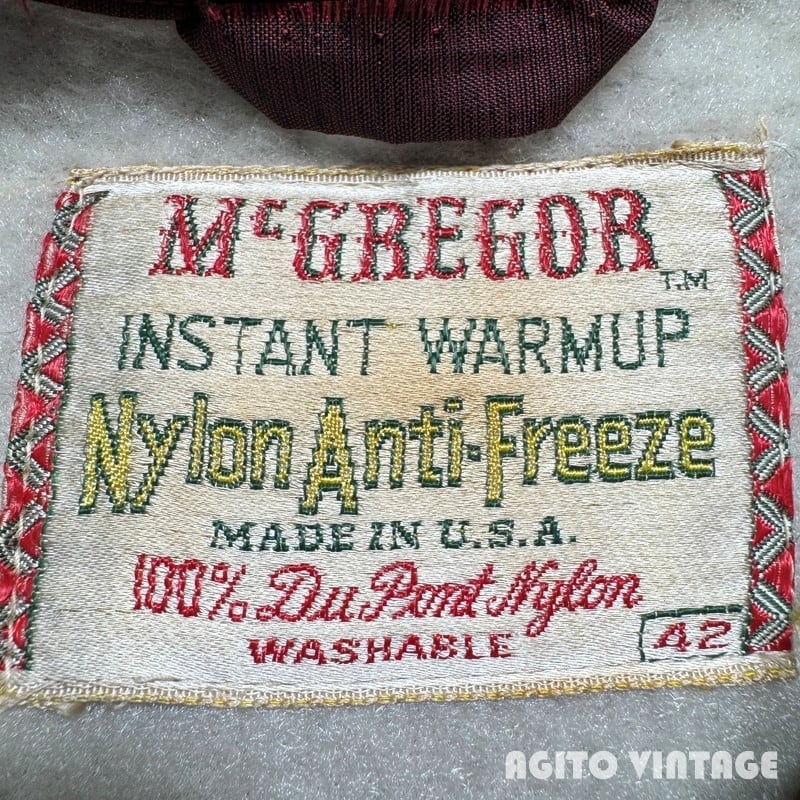 McGREGOR
T.M
INSTANT WARMUP
Nylon Anti-Freeze
MADE IN U.S.A.
100% Du Pont Nylon
WASHABLE
42
AGITO VINTAGE